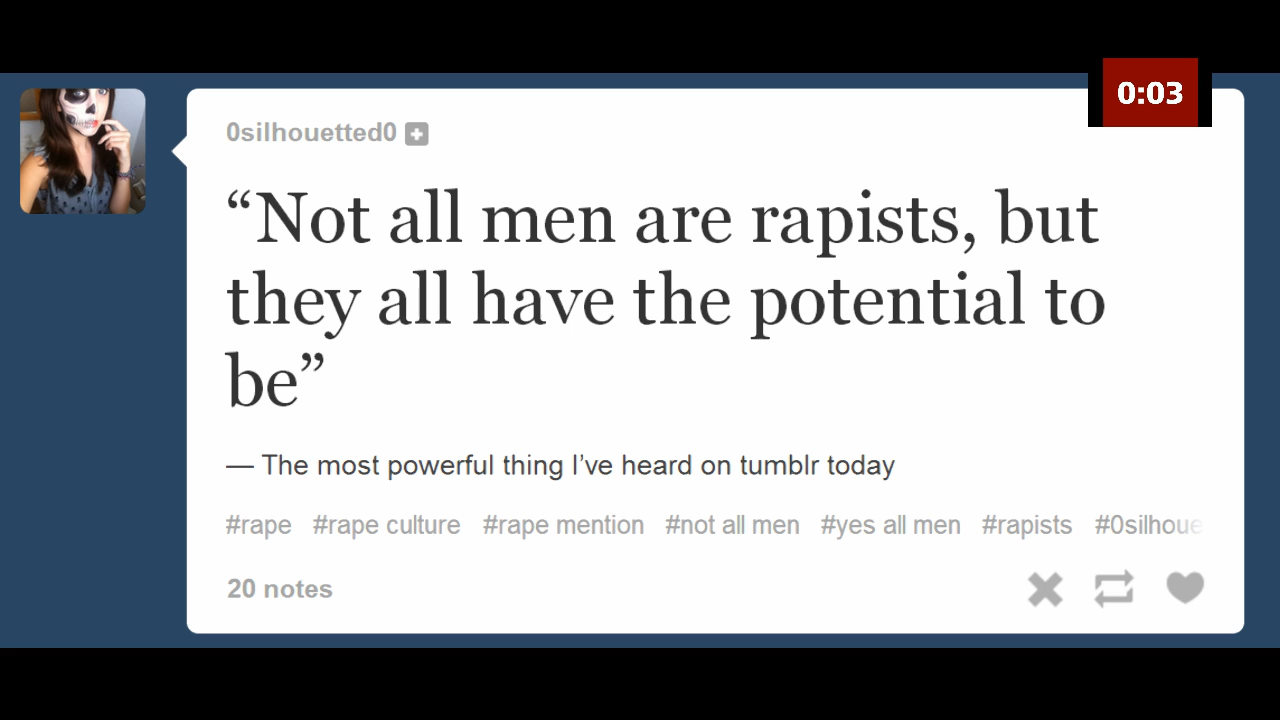 0:03
0silhouetted0
“Not all men are rapists, but
they all have the potential to
be”
— The most powerful thing I’ve heard on tumblr today
#rape #rape culture #rape mention #not all men #yes all men #rapists #0silhoue
20 notes